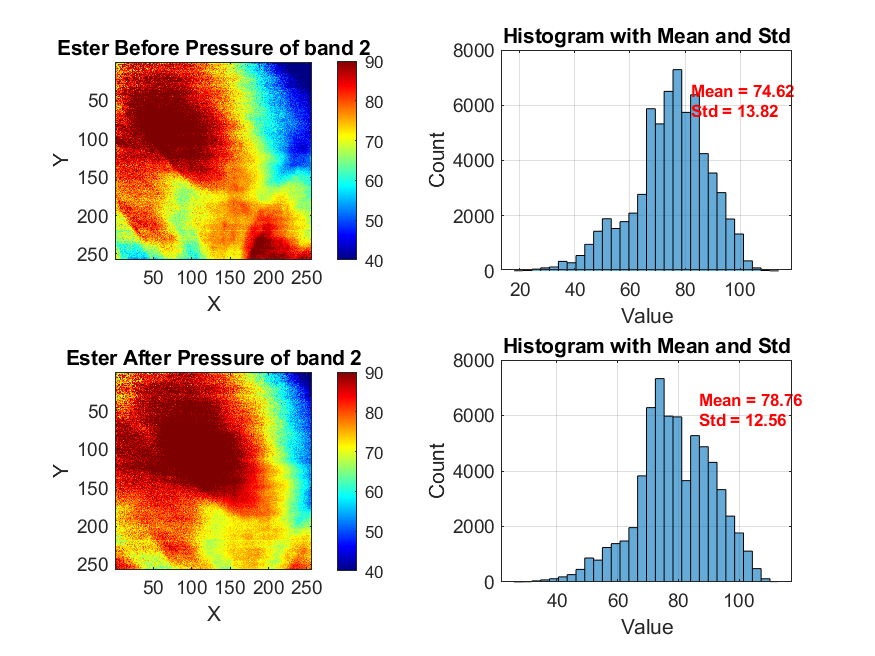 Ester Before Pressure of band 2
50
100
150
200
250
Y
50 100 150 200 250
X
90
80
70
60
50
40
Histogram with Mean and Std
8000
6000
4000
2000
0
Count
Mean = 74.62
Std = 13.82
20 40 60 80 100
Value
Ester After Pressure of band 2
50
100
150
200
250
Y
50 100 150 200 250
X
90
80
70
60
50
40
Histogram with Mean and Std
8000
6000
4000
2000
0
Count
Mean = 78.76
Std = 12.56
40 60 80 100
Value